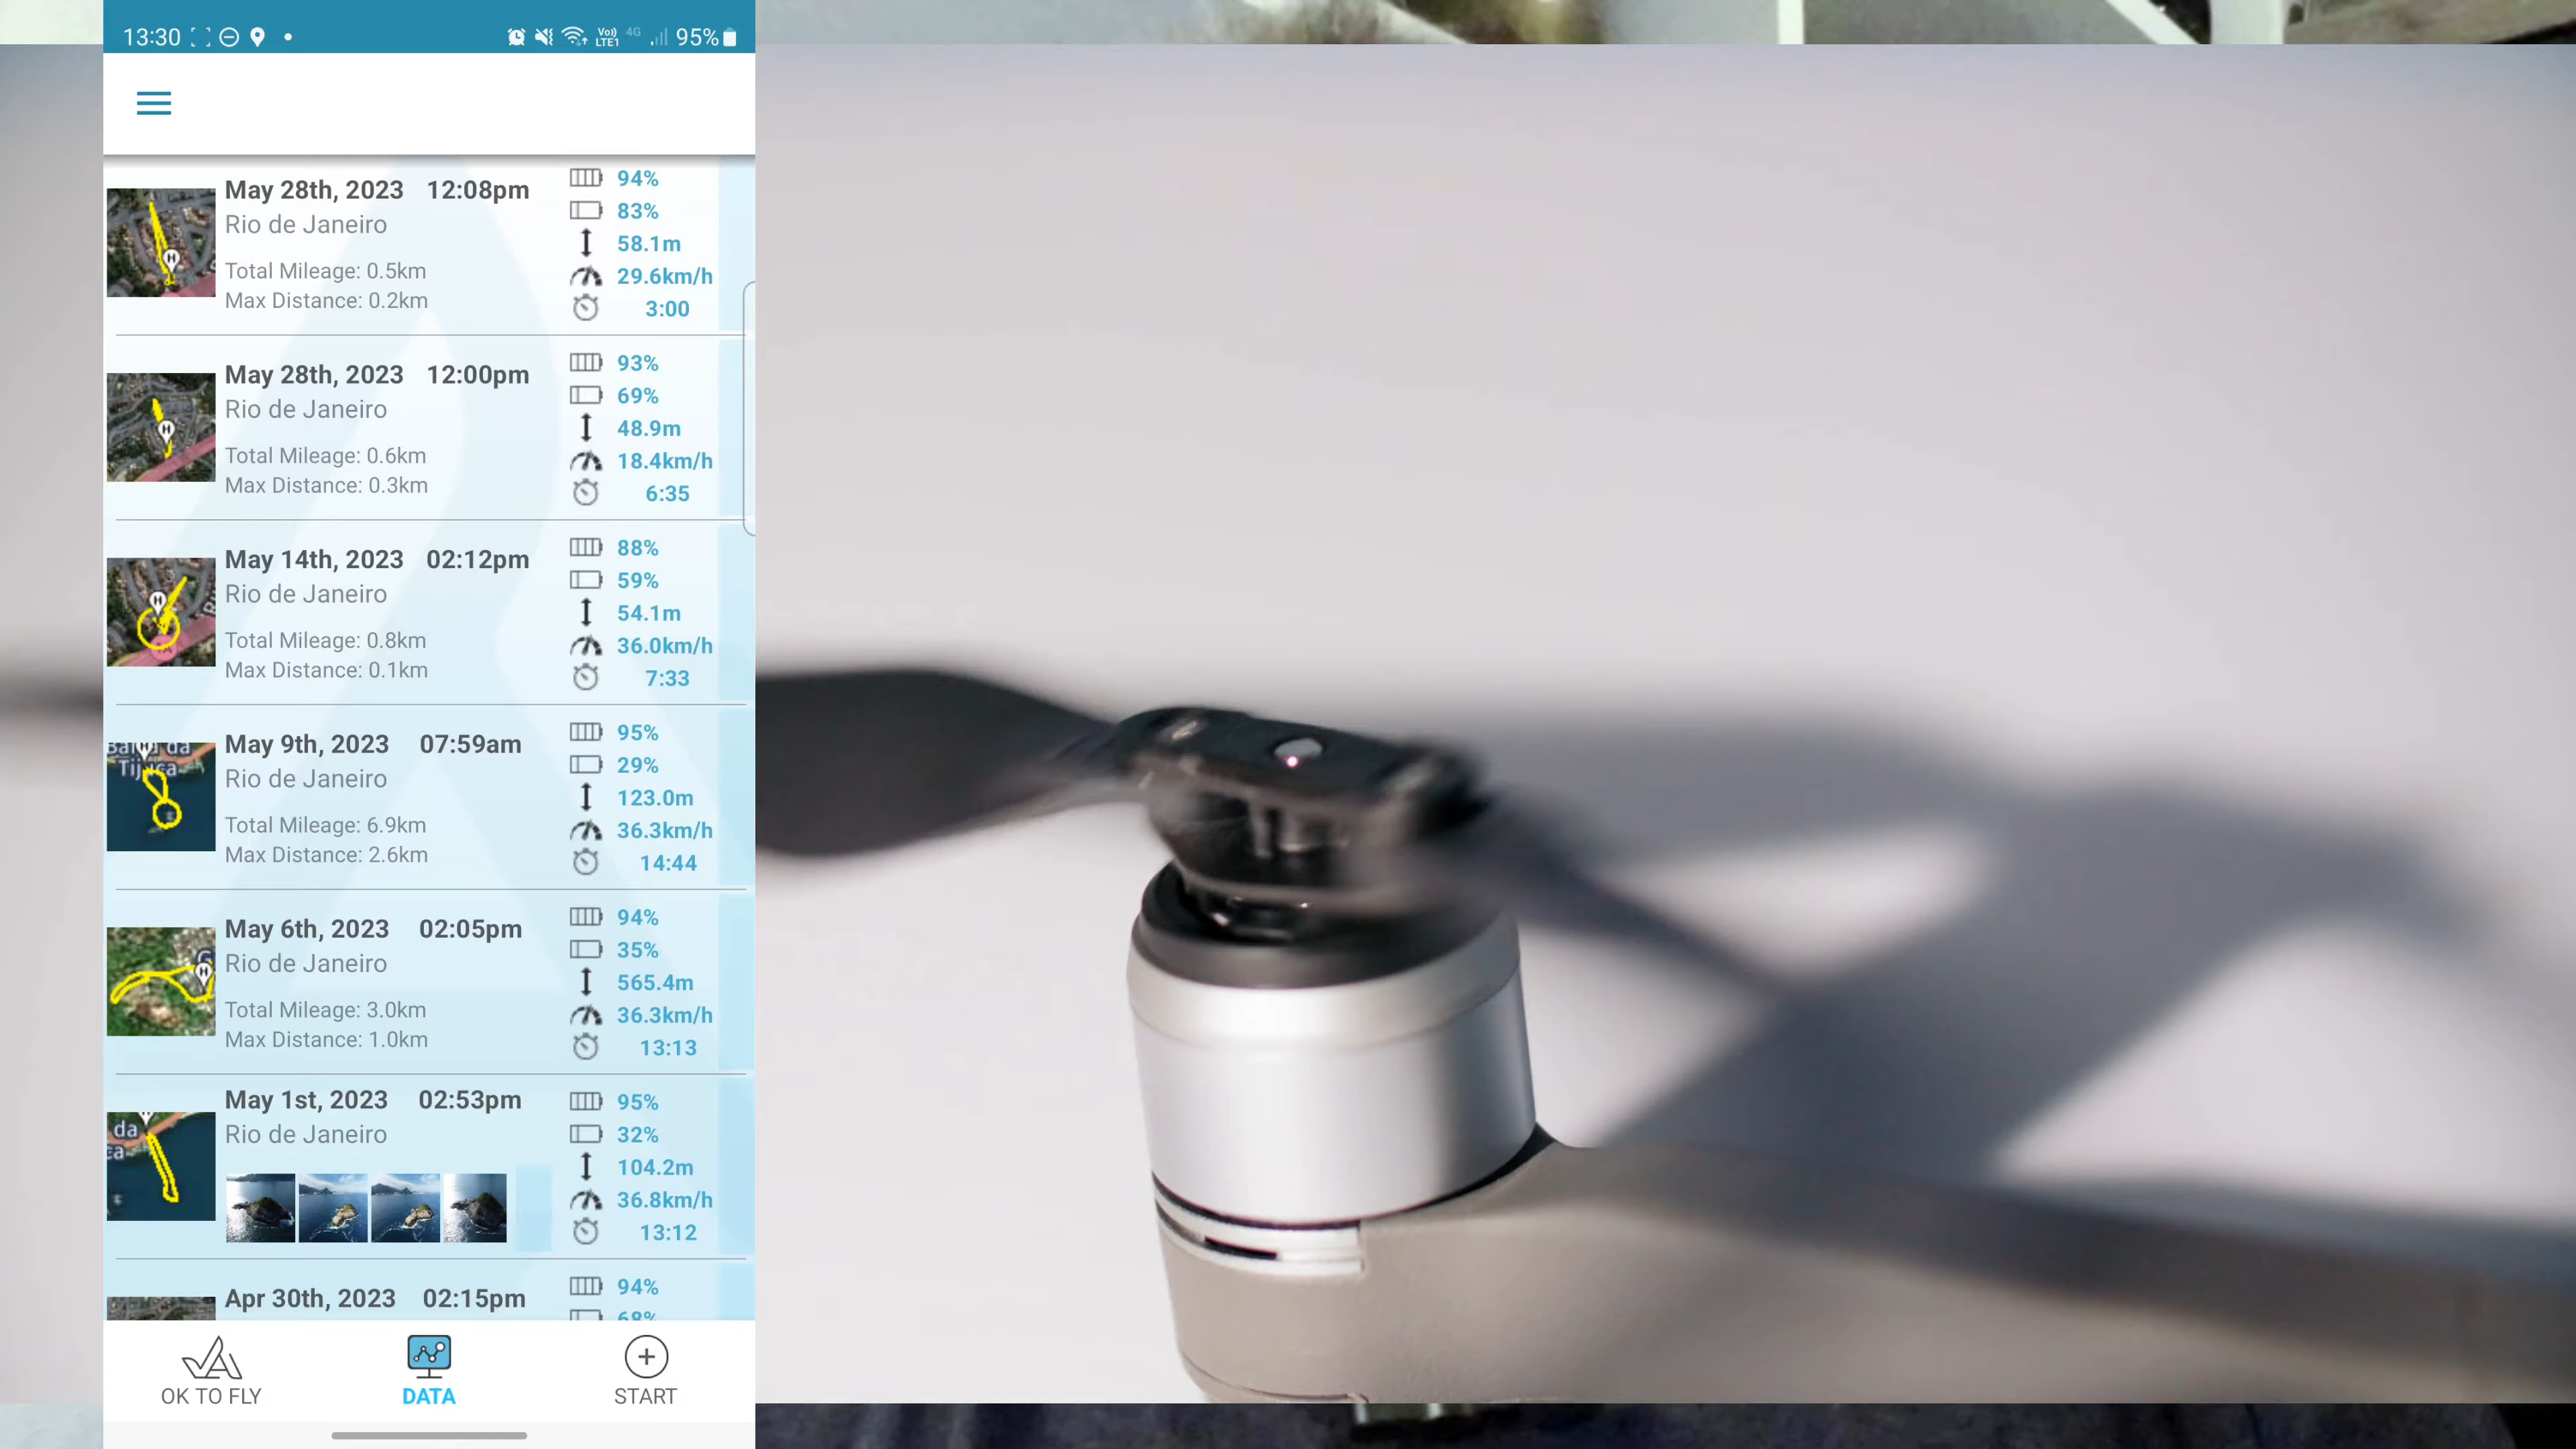 13:30
Vo)) LTE1 4G 95%
May 28th, 2023 12:08pm
Rio de Janeiro
Total Mileage: 0.5km
Max Distance: 0.2km
94%
83%
58.1m
29.6km/h
3:00
May 28th, 2023 12:00pm
Rio de Janeiro
Total Mileage: 0.6km
Max Distance: 0.3km
93%
69%
48.9m
18.4km/h
6:35
May 14th, 2023 02:12pm
Rio de Janeiro
Total Mileage: 0.8km
Max Distance: 0.1km
88%
59%
54.1m
36.0km/h
7:33
May 9th, 2023 07:59am
Rio de Janeiro
Total Mileage: 6.9km
Max Distance: 2.6km
95%
29%
123.0m
36.3km/h
14:44
May 6th, 2023 02:05pm
Rio de Janeiro
Total Mileage: 3.0km
Max Distance: 1.0km
94%
35%
565.4m
36.3km/h
13:13
da
May 1st, 2023 02:53pm
Rio de Janeiro
95%
32%
104.2m
36.8km/h
13:12
Apr 30th, 2023 02:15pm
94%
68%
OK TO FLY
DATA
START